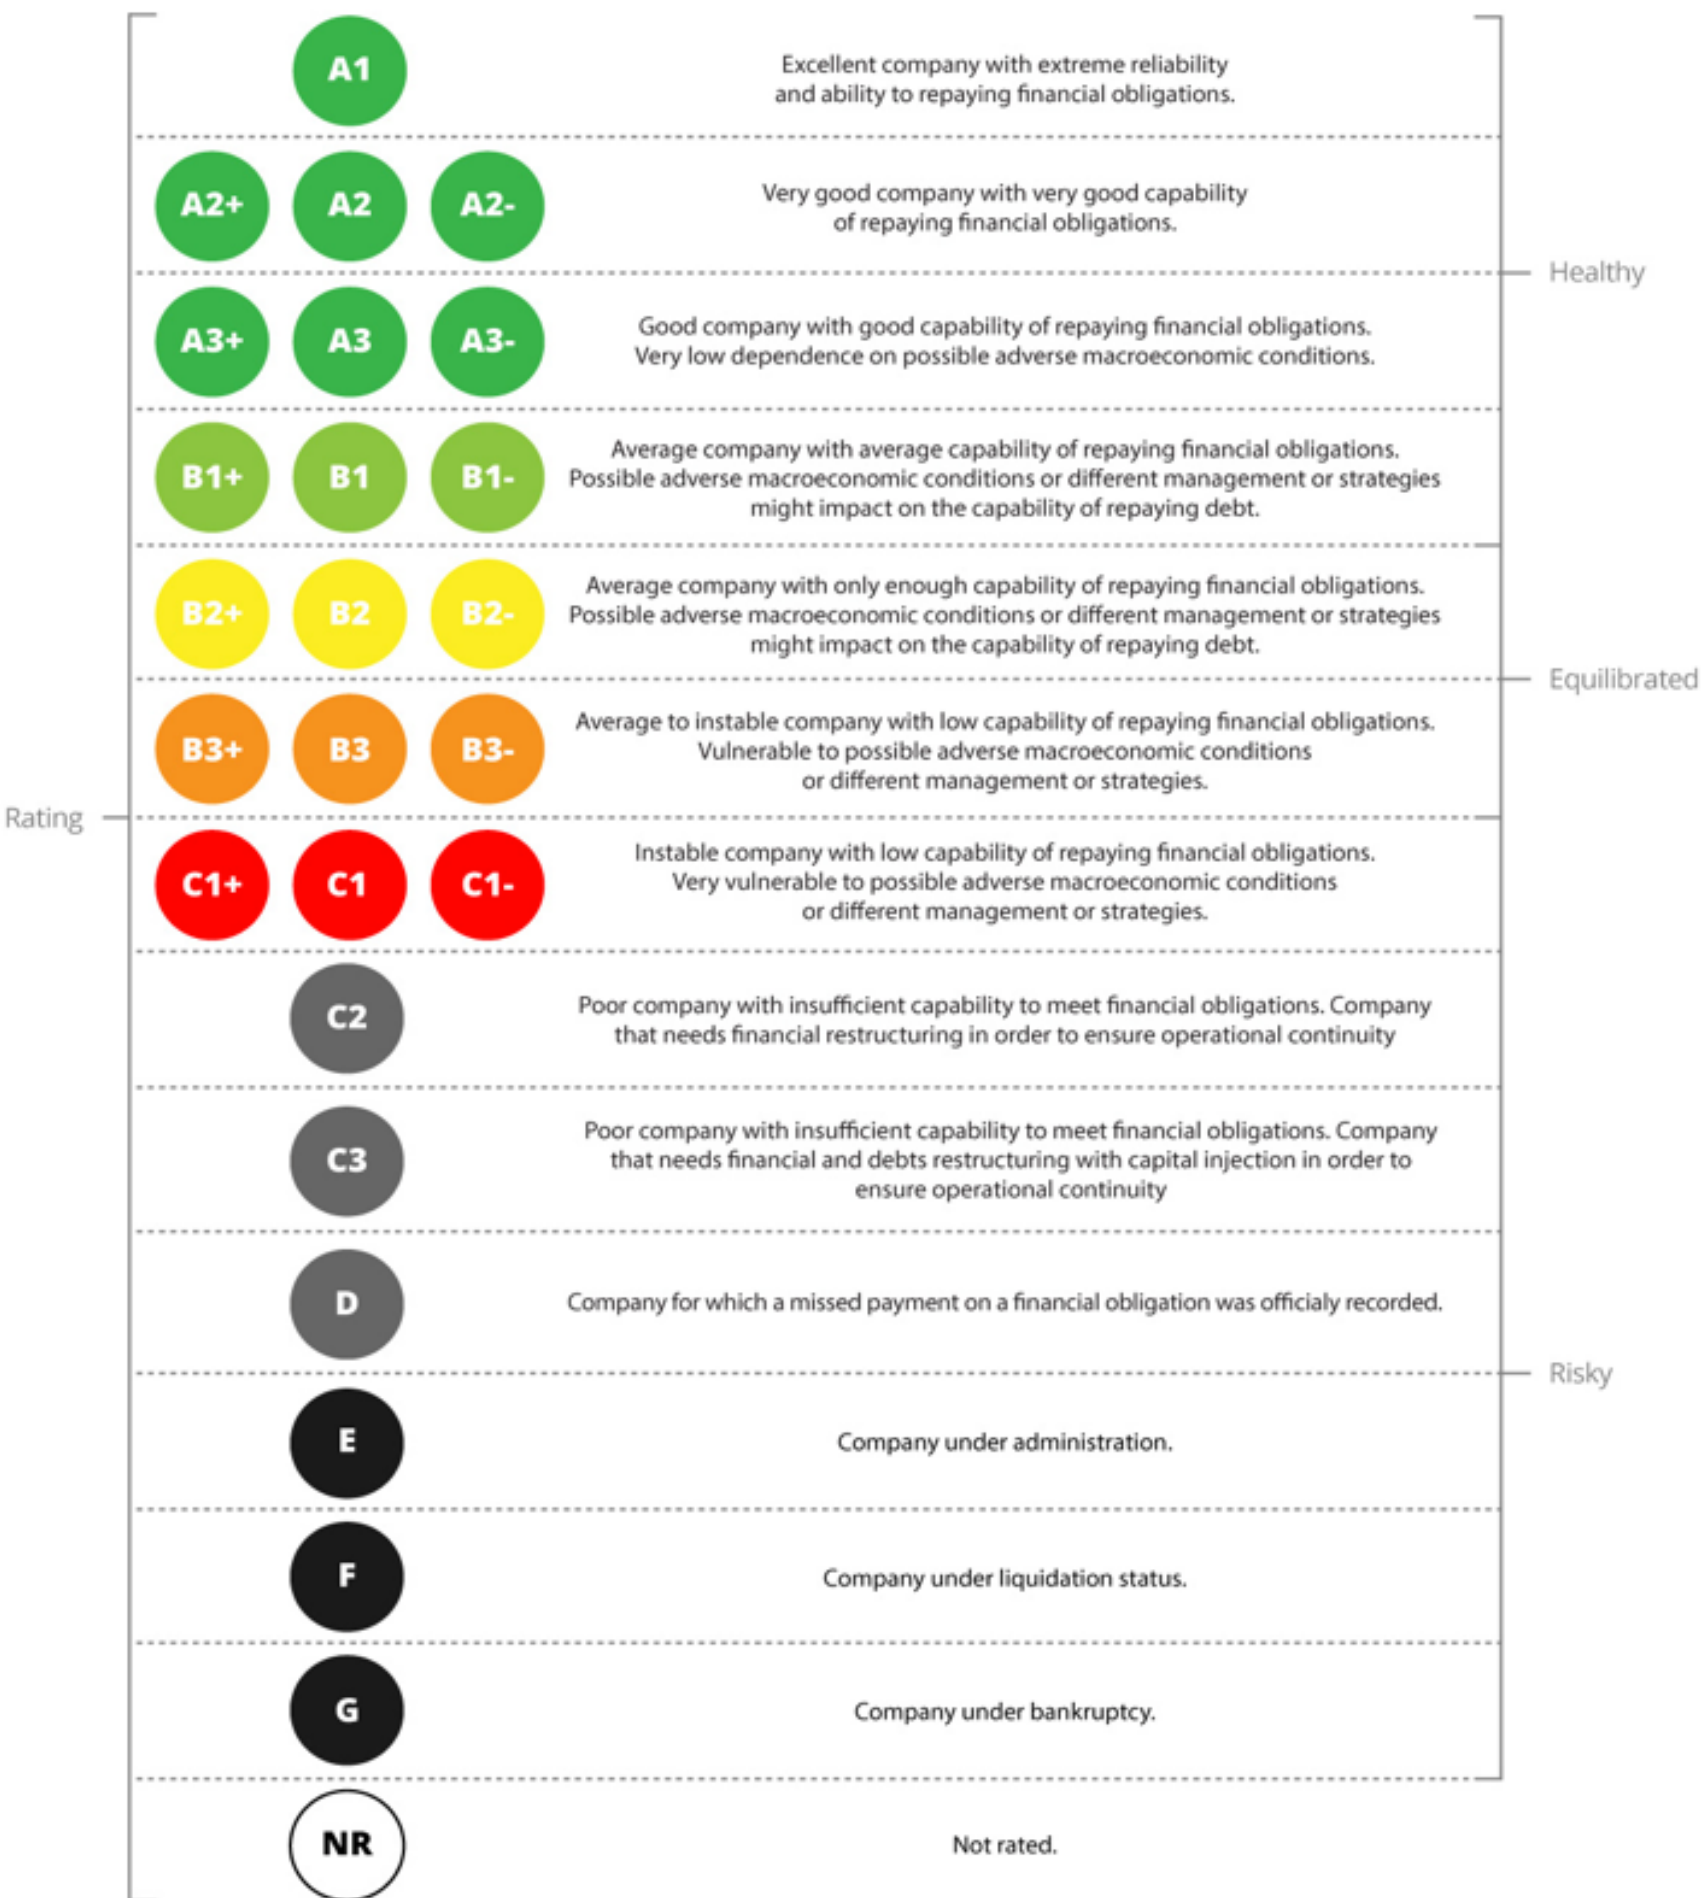 A1
Excellent company with extreme reliability
and ability to repaying financial obligations.
A2+ A2 A2-
Very good company with very good capability
of repaying financial obligations.
Healthy
A3+ A3 A3-
Good company with good capability of repaying financial obligations.
Very low dependence on possible adverse macroeconomic conditions.
B1+ B1 B1-
Average company with average capability of repaying financial obligations.
Possible adverse macroeconomic conditions or different management or strategies
might impact on the capability of repaying debt.
B2+ B2 B2-
Average company with only enough capability of repaying financial obligations.
Possible adverse macroeconomic conditions or different management or strategies
might impact on the capability of repaying debt.
Equilibrated
B3+ B3 B3-
Average to instable company with low capability of repaying financial obligations.
Vulnerable to possible adverse macroeconomic conditions
or different management or strategies.
Rating
C1+ C1 C1-
Instable company with low capability of repaying financial obligations.
Very vulnerable to possible adverse macroeconomic conditions
or different management or strategies.
C2
Poor company with insufficient capability to meet financial obligations. Company
that needs financial restructuring in order to ensure operational continuity
C3
Poor company with insufficient capability to meet financial obligations. Company
that needs financial and debts restructuring with capital injection in order to
ensure operational continuity
D
Company for which a missed payment on a financial obligation was officialy recorded.
Risky
E
Company under administration.
F
Company under liquidation status.
G
Company under bankruptcy.
NR
Not rated.